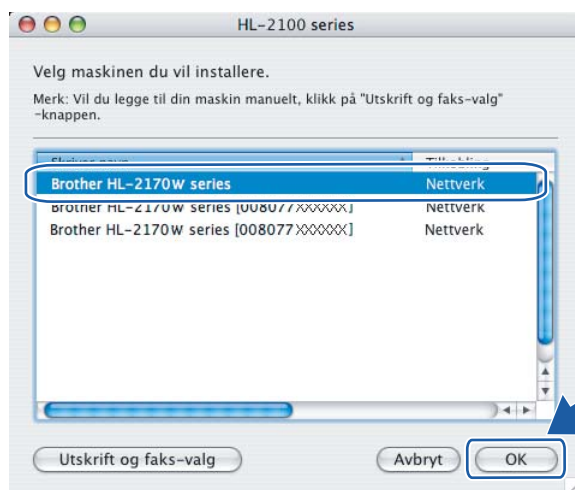 HL-2100 series
Velg maskinen du vil installere.
Merk: Vil du legge til din maskin manuelt, klikk på "Utskrift og faks-valg"
-knappen.
Brother HL-2170W series Nettverk
Brother HL-2170W series [008077XXXXXX] Nettverk
Brother HL-2170W series [008077XXXXXX] Nettverk
Utskrift og faks-valg Avbryt OK